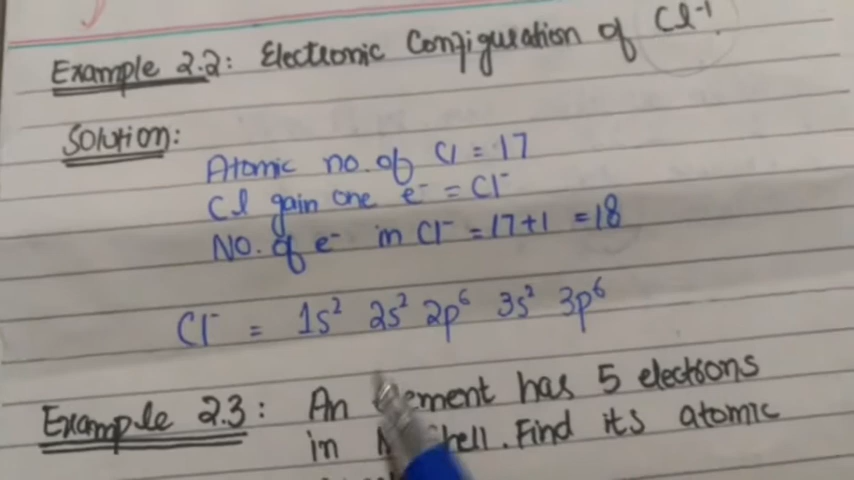 Example 2.2: Electronic Configuration of Cl⁻¹.
Solution:
Atomic no. of Cl = 17
Cl gain one e⁻ = Cl⁻
NO. of e⁻ in Cl⁻ = 17+1 = 18
Cl⁻ = 1s² 2s² 2p⁶ 3s² 3p⁶
Example 2.3: An has 5 electrons
in . Find its atomic